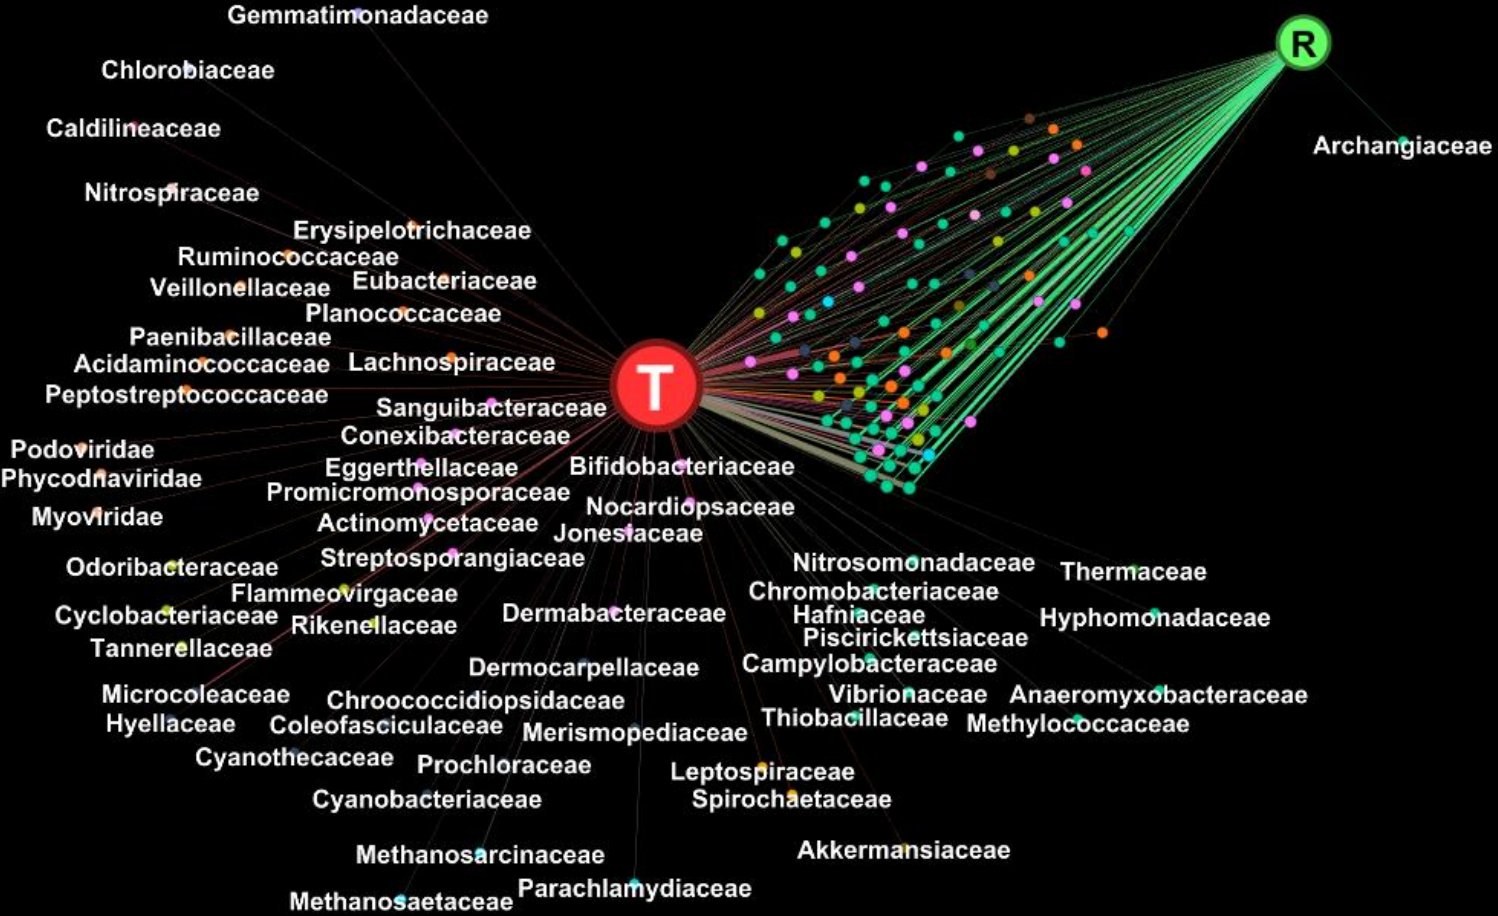 Gemmatimonadaceae
R
Chlorobiaceae
Caldilineaceae
Archangiaceae
Nitrospiraceae
Erysipelotrichaceae
Ruminococcaceae
Eubacteriaceae
Veillonellaceae
Planococcaceae
Paenibacillaceae
Acidaminococcaceae
Lachnospiraceae
T
Peptostreptococcaceae
Sanguibacteraceae
Conexibacteraceae
Podoviridae
Eggerthellaceae
Bifidobacteriaceae
Phycodnaviridae
Promicromonosporaceae
Nocardiopsaceae
Myoviridae
Actinomycetaceae
Jonesiaceae
Streptosporangiaceae
Nitrosomonadaceae
Odoribacteraceae
Thermaceae
Flammeovirgaceae
Chromobacteriaceae
Cyclobacteriaceae
Dermabacteraceae
Hafniaceae
Hyphomonadaceae
Rikenellaceae
Piscirickettsiaceae
Tannerellaceae
Dermocarpellaceae
Campylobacteraceae
Microcoleaceae
Chroococcidiopsidaceae
Vibrionaceae
Anaeromyxobacteraceae
Hyellaceae
Coleofasciculaceae
Merismopediaceae
Thiobacillaceae
Methylococcaceae
Cyanothecaceae
Prochloraceae
Leptospiraceae
Cyanobacteriaceae
Spirochaetaceae
Methanosarcinaceae
Akkermansiaceae
Parachlamydiaceae
Methanosaetaceae